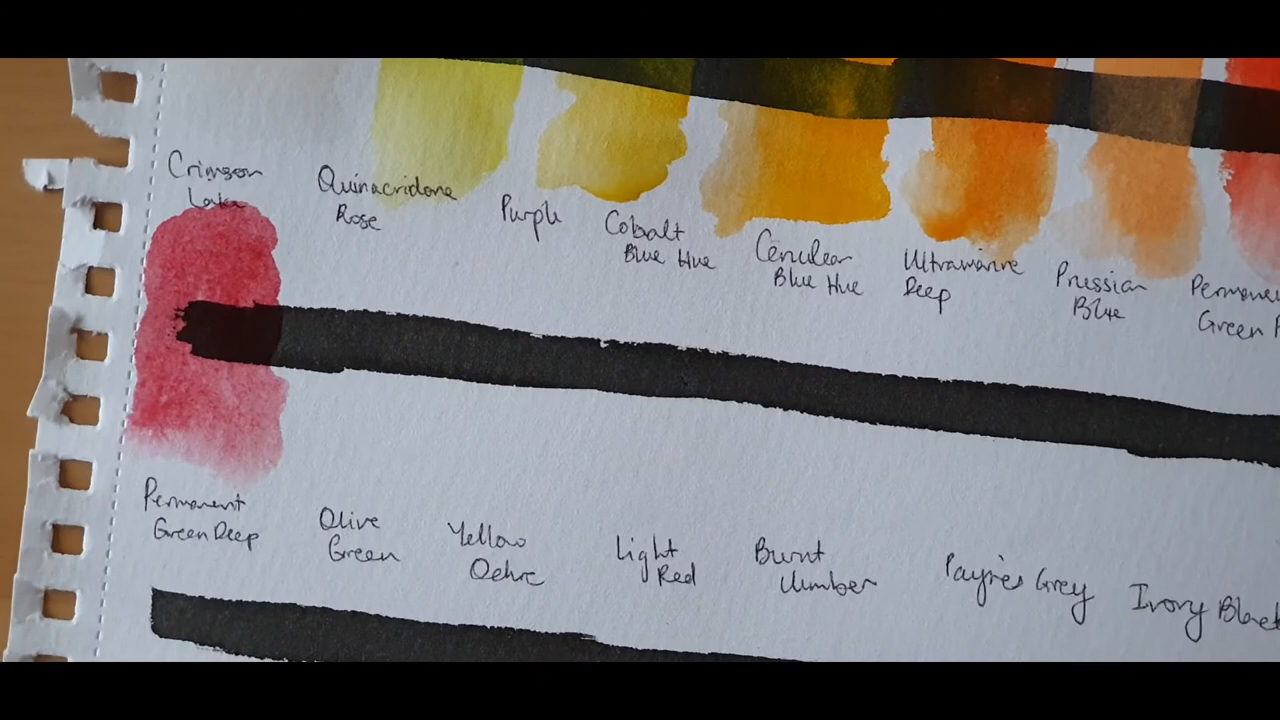 Crimson
Lake
Quinacridone
Rose
Purple
Cobalt
Blue Hue
Cerulean
Blue Hue
Ultramarine
Deep
Prussian
Blue
Permanen
Green
Permanent
Green Deep
Olive
Green
Yellow
Ochre
Light
Red
Burnt
Umber
Payne's Grey
Ivory Black